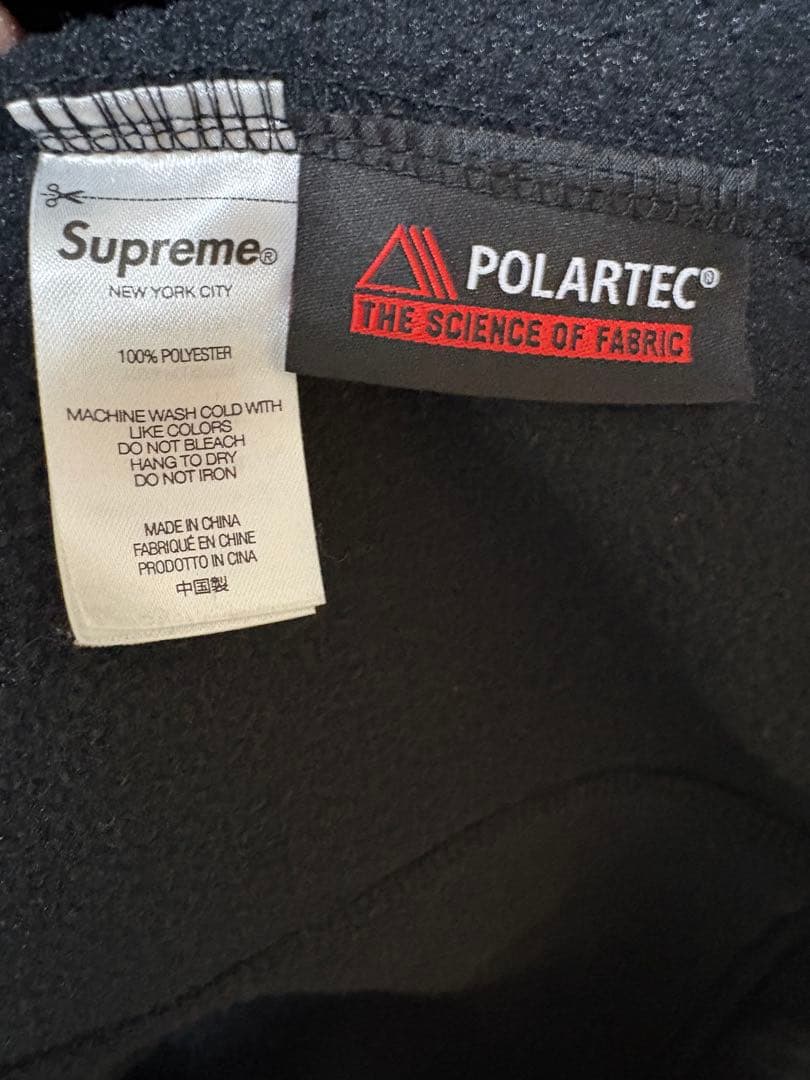 Supreme®
NEW YORK CITY
100% POLYESTER
MACHINE WASH COLD WITH
LIKE COLORS
DO NOT BLEACH
HANG TO DRY
DO NOT IRON
MADE IN CHINA
FABRIQUÉ EN CHINE
PRODOTTO IN CINA
中国製
POLARTEC®
THE SCIENCE OF FABRIC